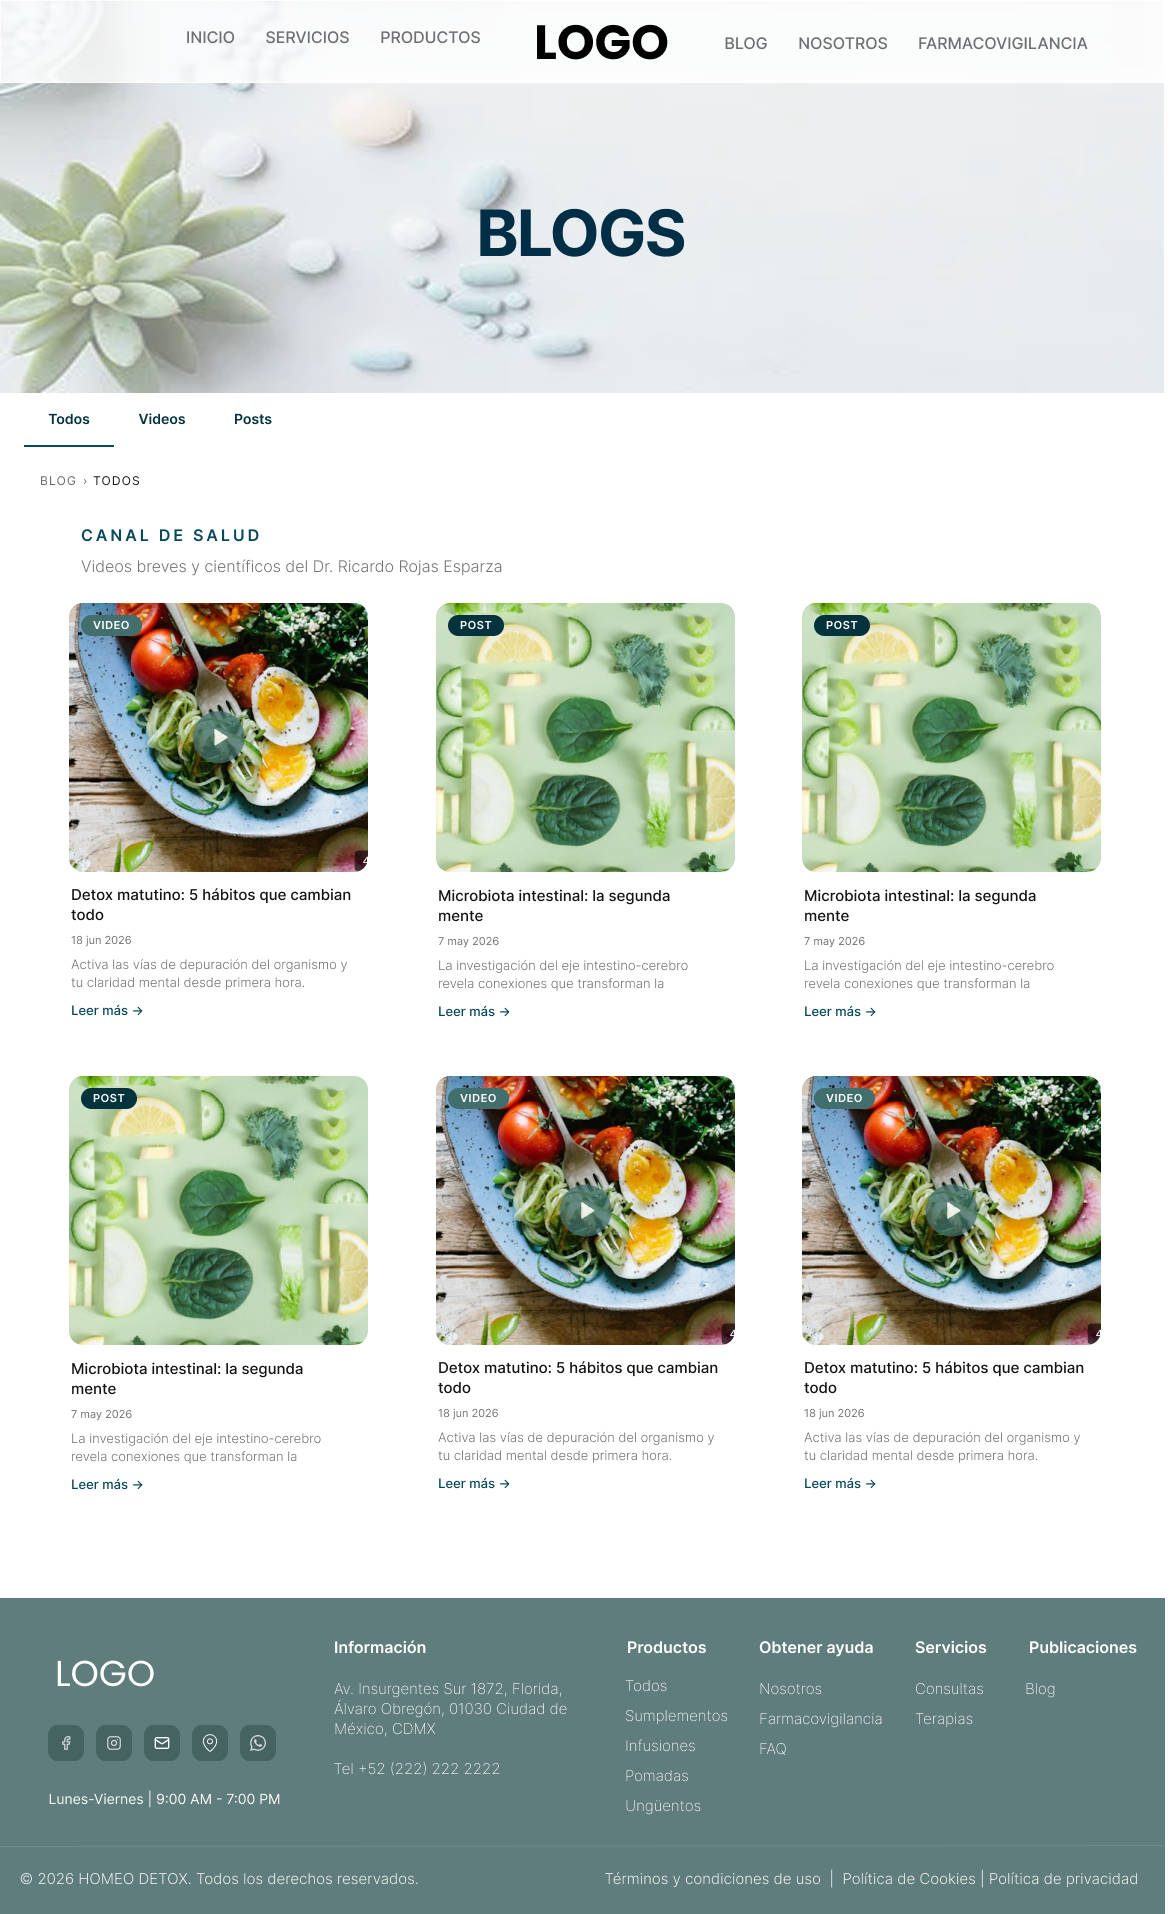 INICIO SERVICIOS PRODUCTOS LOGO BLOG NOSOTROS FARMACOVIGILANCIA
BLOGS
Todos Videos Posts
BLOG › TODOS
CANAL DE SALUD
Videos breves y científicos del Dr. Ricardo Rojas Esparza
VIDEO
Detox matutino: 5 hábitos que cambian
todo
18 jun 2026
Activa las vías de depuración del organismo y
tu claridad mental desde primera hora.
Leer más →
POST
Microbiota intestinal: la segunda
mente
7 may 2026
La investigación del eje intestino-cerebro
revela conexiones que transforman la
Leer más →
POST
Microbiota intestinal: la segunda
mente
7 may 2026
La investigación del eje intestino-cerebro
revela conexiones que transforman la
Leer más →
POST
Microbiota intestinal: la segunda
mente
7 may 2026
La investigación del eje intestino-cerebro
revela conexiones que transforman la
Leer más →
VIDEO
Detox matutino: 5 hábitos que cambian
todo
18 jun 2026
Activa las vías de depuración del organismo y
tu claridad mental desde primera hora.
Leer más →
VIDEO
Detox matutino: 5 hábitos que cambian
todo
18 jun 2026
Activa las vías de depuración del organismo y
tu claridad mental desde primera hora.
Leer más →
LOGO
Lunes-Viernes | 9:00 AM - 7:00 PM
Información
Av. Insurgentes Sur 1872, Florida,
Álvaro Obregón, 01030 Ciudad de
México, CDMX
Tel +52 (222) 222 2222
Productos
Todos
Sumplementos
Infusiones
Pomadas
Ungüentos
Obtener ayuda
Nosotros
Farmacovigilancia
FAQ
Servicios
Consultas
Terapias
Publicaciones
Blog
© 2026 HOMEO DETOX. Todos los derechos reservados.
Términos y condiciones de uso | Política de Cookies | Política de privacidad